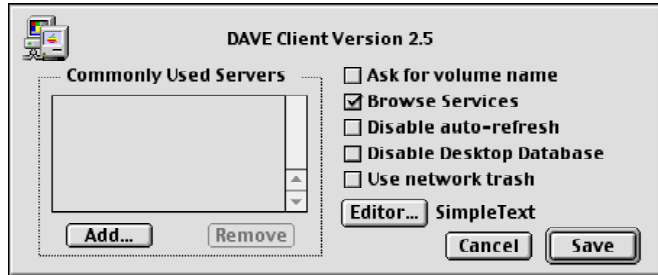 DAVE Client Version 2.5
Commonly Used Servers
Add...
Remove
Ask for volume name
Browse Services
Disable auto-refresh
Disable Desktop Database
Use network trash
Editor... SimpleText
Cancel Save